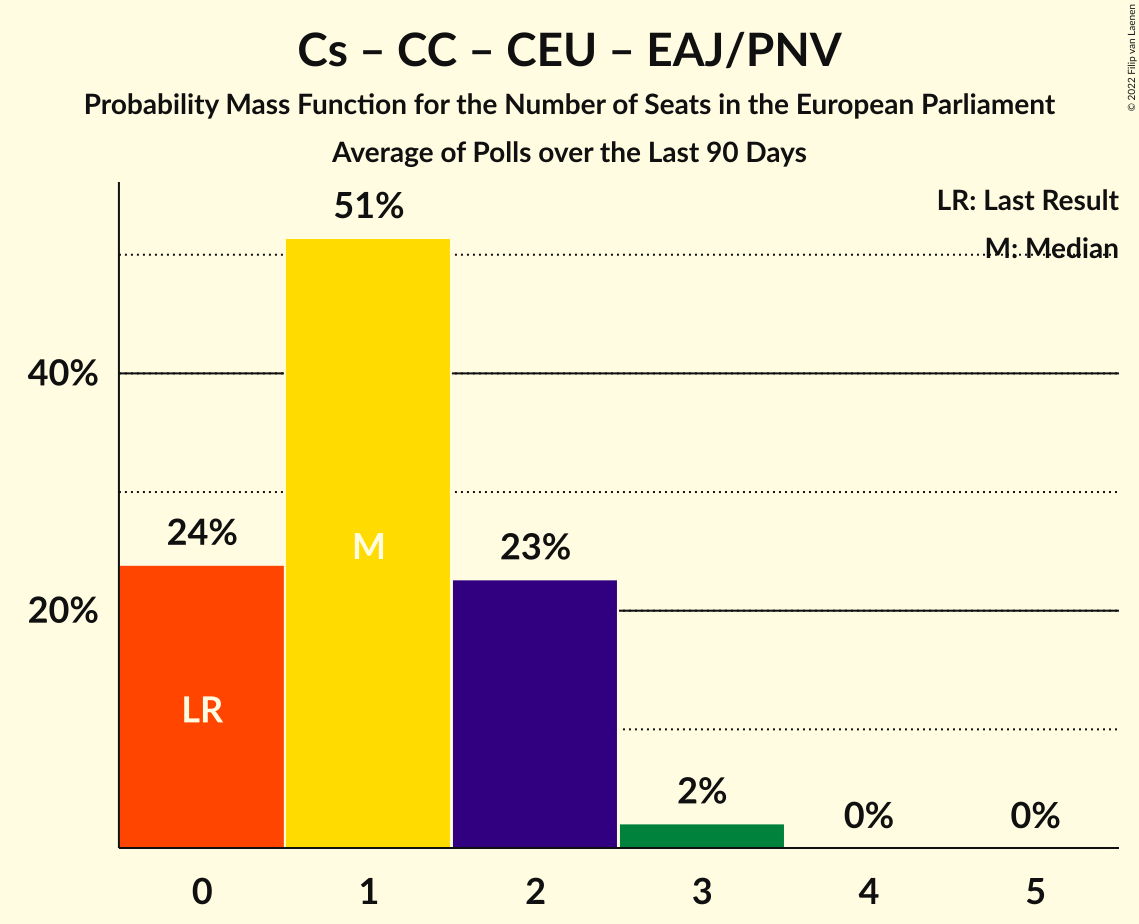 Cs – CC – CEU – EAJ/PNV
Probability Mass Function for the Number of Seats in the European Parliament
Average of Polls over the Last 90 Days
© 2022 Filip van Laenen
LR: Last Result
M: Median
51%
40%
24%
M
23%
20%
LR
2%
0%
0%
0 1 2 3 4 5